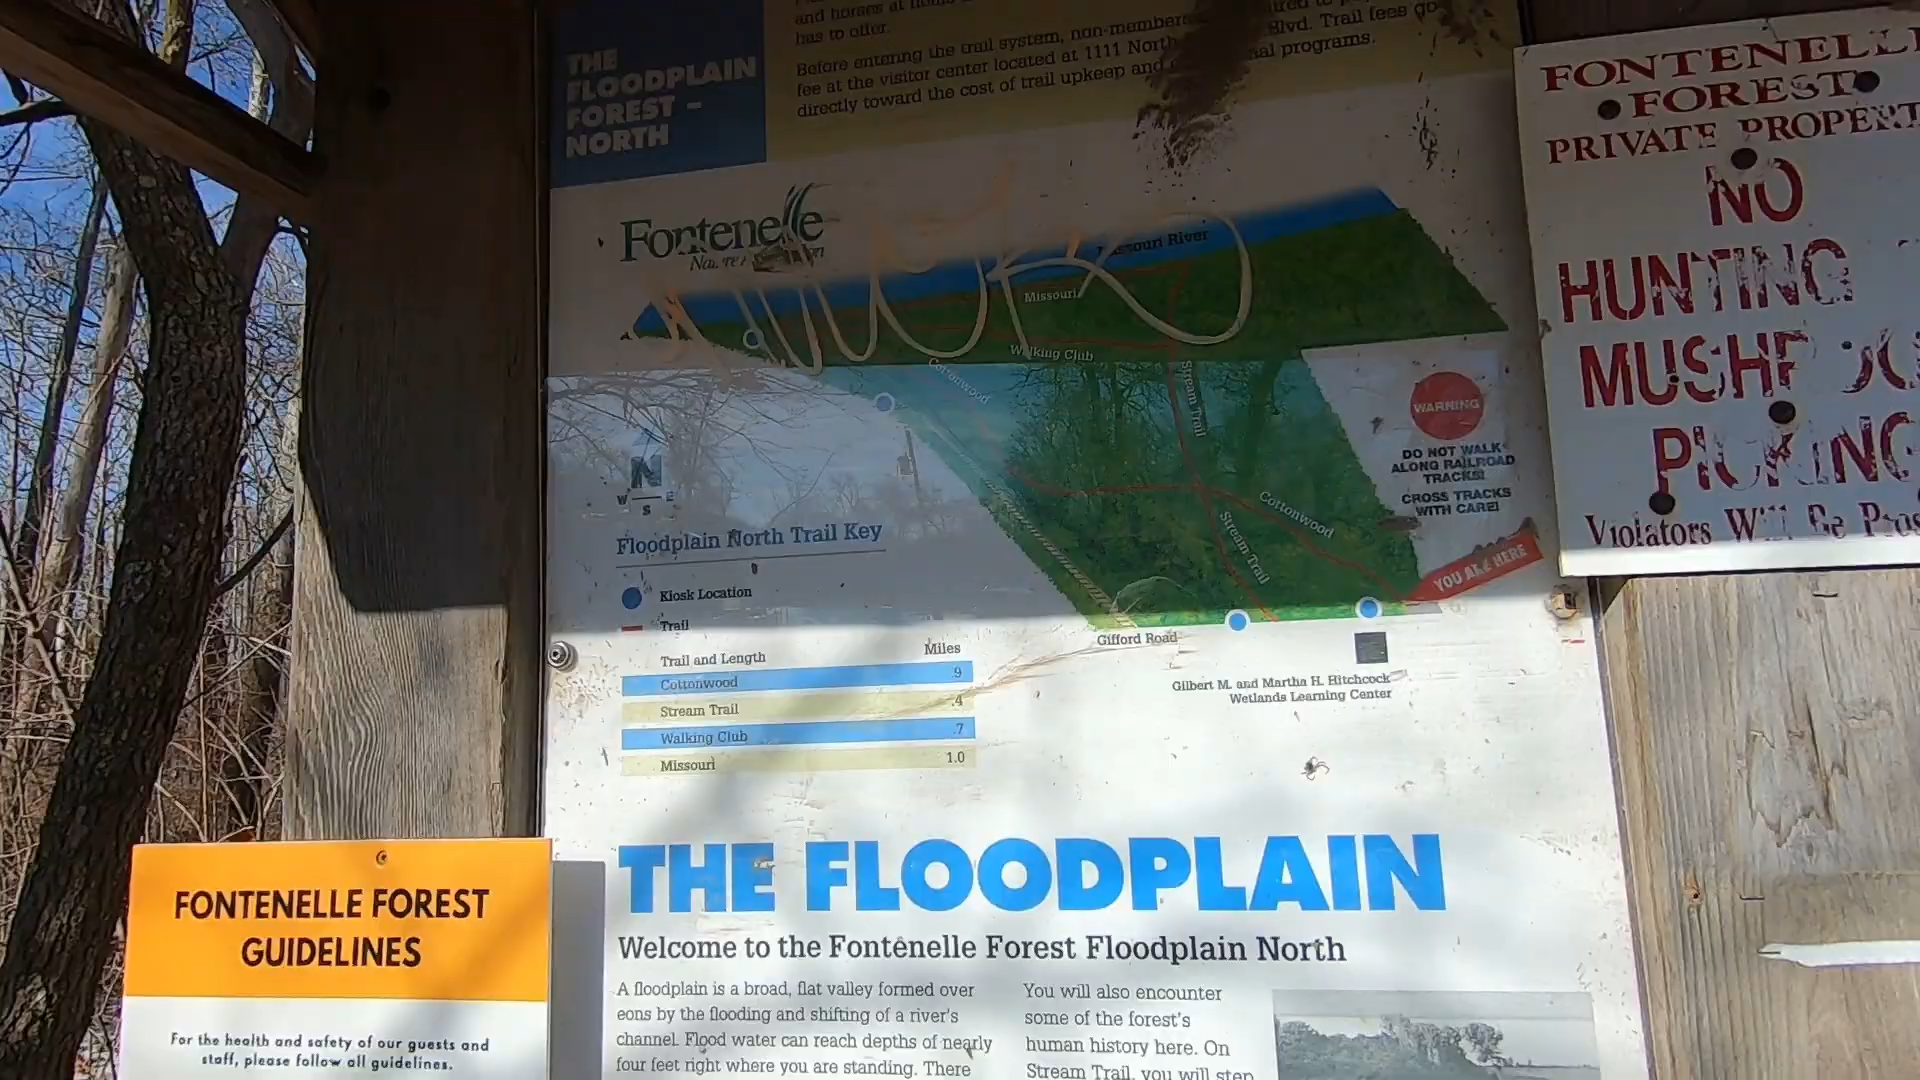 and horses at
has to offer.
Before entering the trail system, non-members
fee at the visitor center located at 1111 North Blvd. Trail fees go
directly toward the cost of trail upkeep and programs.
THE
FLOODPLAIN
FOREST –
NORTH
Fontenelle
Missouri River
Missouri
Walking Club
Cottonwood
Stream Trail
N
W E
S
WARNING
DO NOT WALK
ALONG RAILROAD
TRACKS!
CROSS TRACKS
WITH CARE!
Cottonwood
Stream Trail
YOU ARE HERE
Floodplain North Trail Key
Kiosk Location
Trail
Gifford Road
Gilbert M. and Martha H. Hitchcock
Wetlands Learning Center
Trail and Length Miles
Cottonwood .9
Stream Trail .4
Walking Club .7
Missouri 1.0
THE FLOODPLAIN
Welcome to the Fontenelle Forest Floodplain North
A floodplain is a broad, flat valley formed over
eons by the flooding and shifting of a river's
channel. Flood water can reach depths of nearly
four feet right where you are standing. There
You will also encounter
some of the forest's
human history here. On
Stream Trail, you will step
FONTENELLE
FOREST
PRIVATE PROPERT
NO
HUNTING
PICKING
Violators Will Be
FONTENELLE FOREST
GUIDELINES
For the health and safety of our guests and
staff, please follow all guidelines.